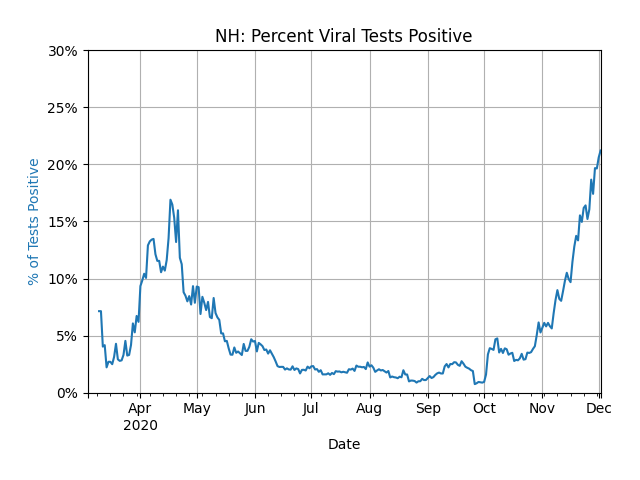 NH: Percent Viral Tests Positive
30%
25%
20%
15%
10%
5%
0%
% of Tests Positive
Apr May Jun Jul Aug Sep Oct Nov Dec
2020
Date